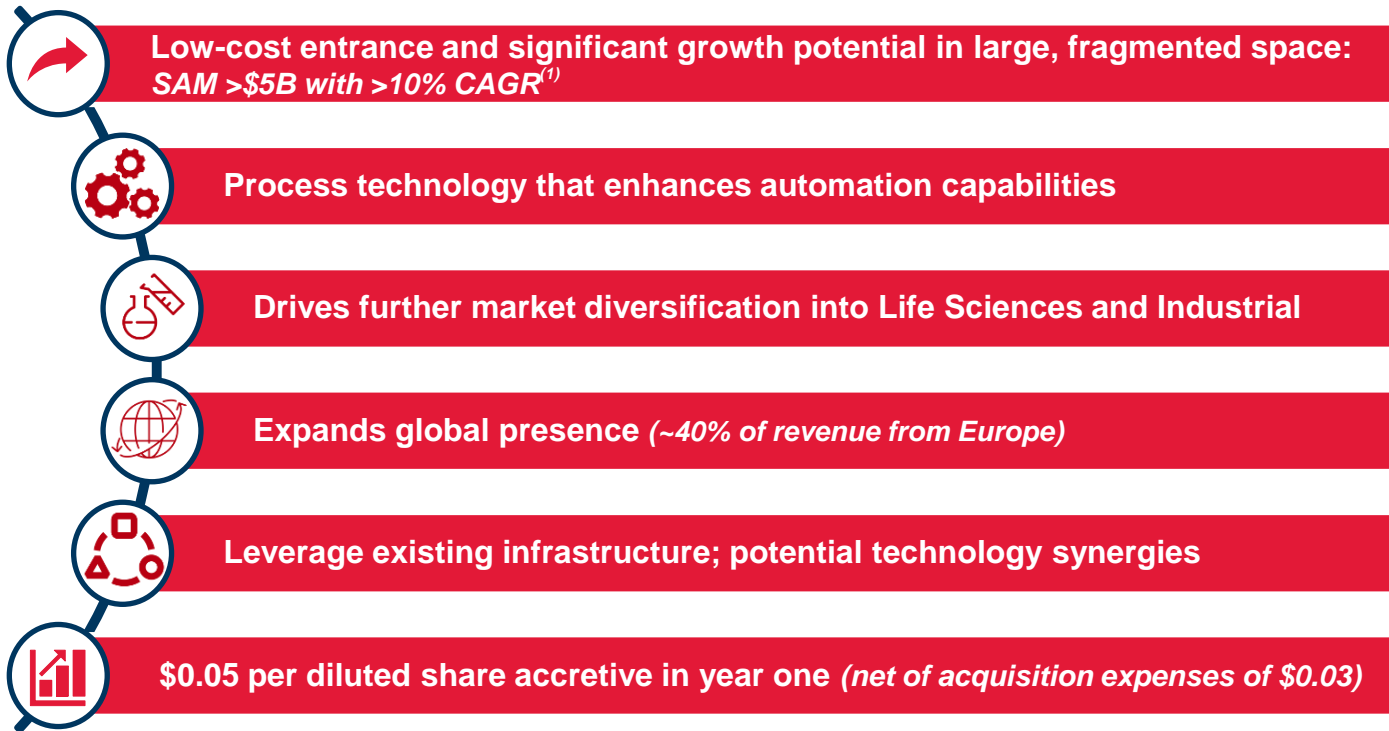 Low-cost entrance and significant growth potential in large, fragmented space:
SAM >$5B with >10% CAGR(1)
Process technology that enhances automation capabilities
Drives further market diversification into Life Sciences and Industrial
Expands global presence (~40% of revenue from Europe)
Leverage existing infrastructure; potential technology synergies
$0.05 per diluted share accretive in year one (net of acquisition expenses of $0.03)